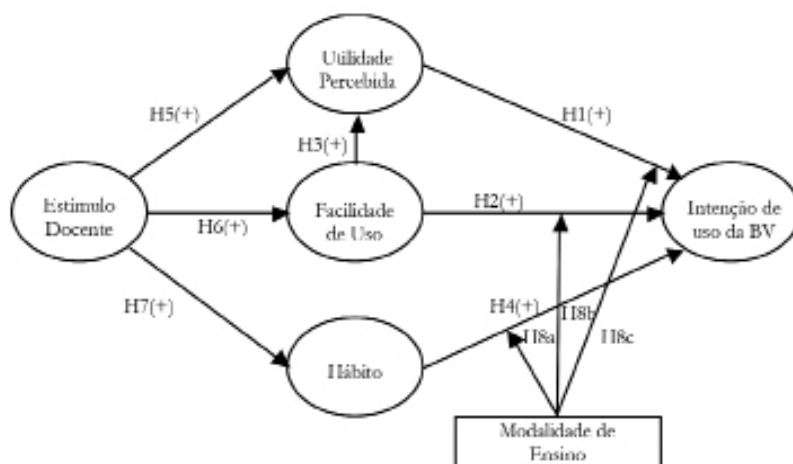 Utilidade
Percebida
H5(+)
H1(+)
H3(+)
Estímulo
Docente
H6(+)
Facilidade
de Uso
H2(+)
Intenção de
uso da BV
H7(+)
H4(+)
H8b
H8a
H8c
Hábito
Modalidade de
Ensino